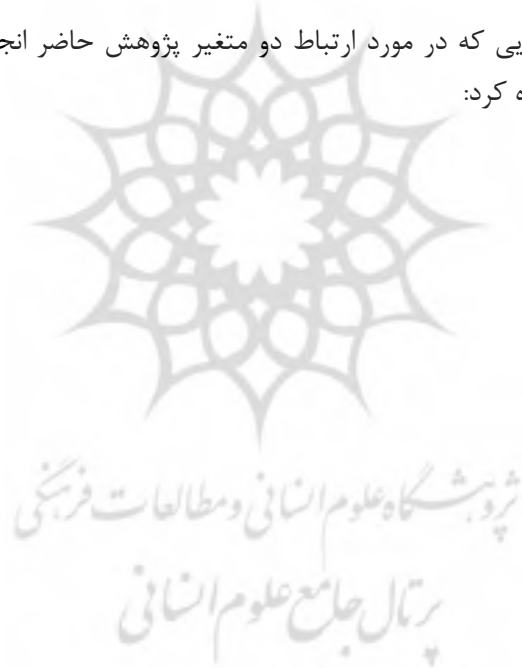 یی که در مورد ارتباط دو متغیر پژوهش حاضر انج
ه کرد:
پژوهشگاه علوم انسانی و مطالعات فرهنگی
پرتال جامع علوم انسانی